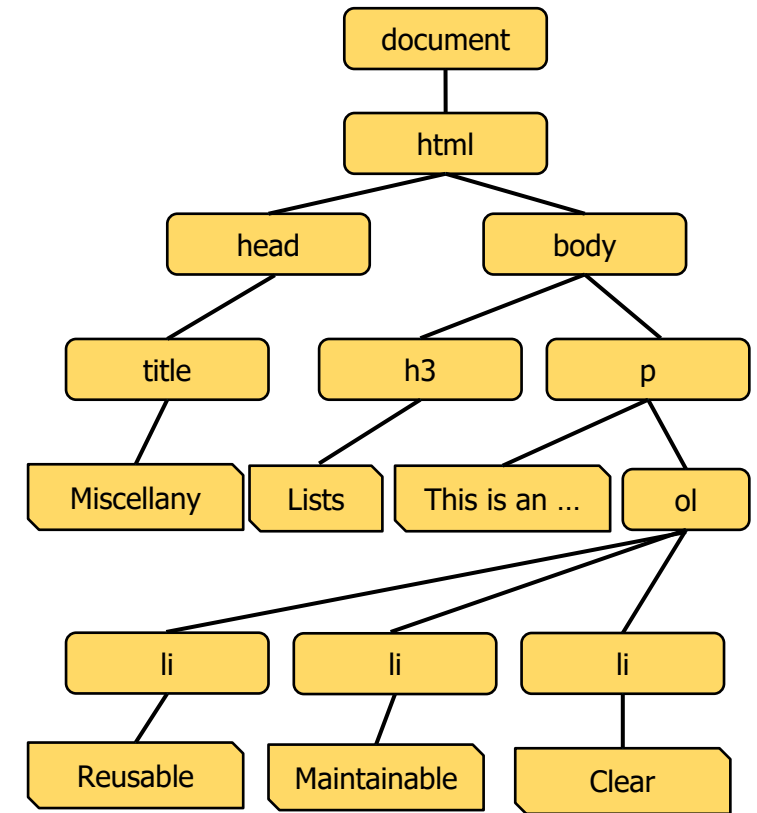 document
html
head
body
title
h3
p
Miscellany
Lists
This is an …
ol
li
li
li
Reusable
Maintainable
Clear